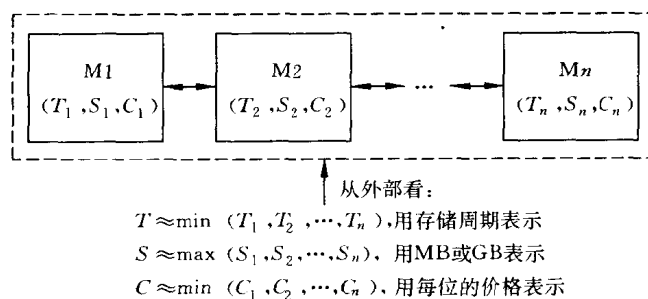 M1 M2 Mn
(T₁,S₁,C₁) (T₂,S₂,C₂) ··· (Tₙ,Sₙ,Cₙ)
从外部看:
T≈min (T₁,T₂,···,Tₙ),用存储周期表示
S≈max (S₁,S₂,···,Sₙ), 用MB或GB表示
C≈min (C₁,C₂,···,Cₙ), 用每位的价格表示